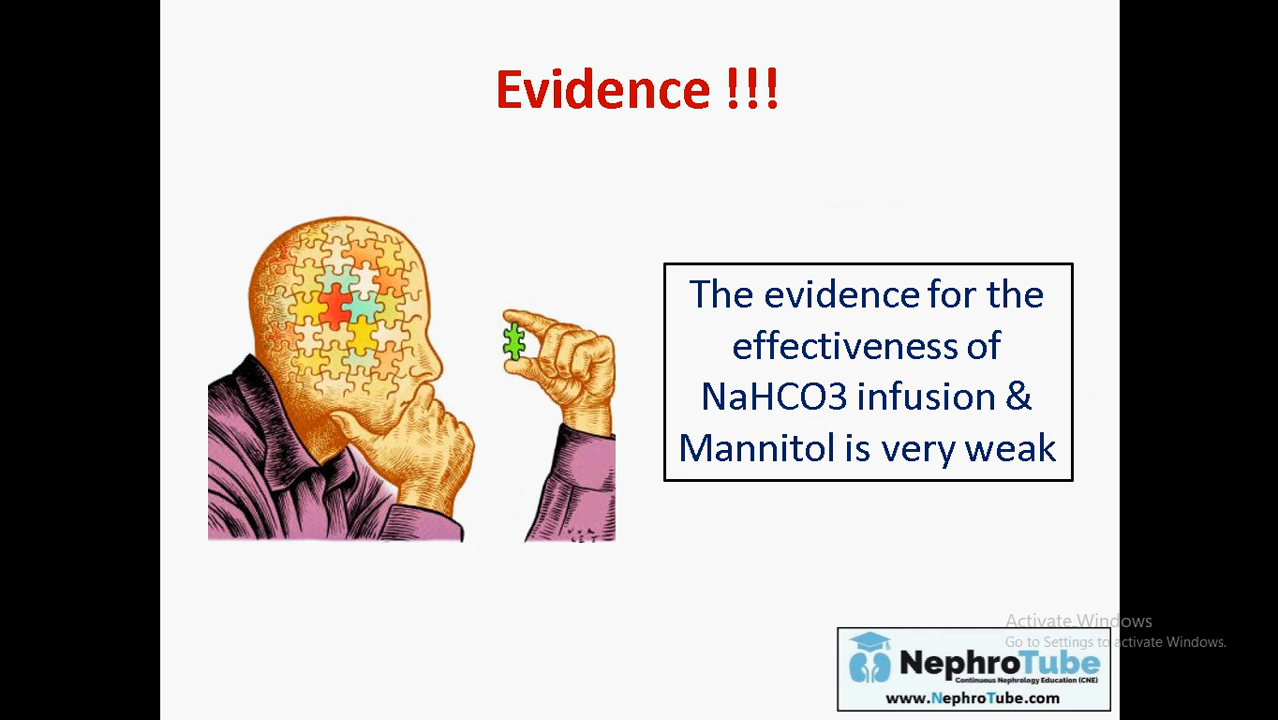 Evidence !!!
The evidence for the
effectiveness of
NaHCO3 infusion &
Mannitol is very weak
Activate Windows
Go to Settings to activate Windows.
NephroTube
Continuous Nephrology Education (CNE)
www.NephroTube.com